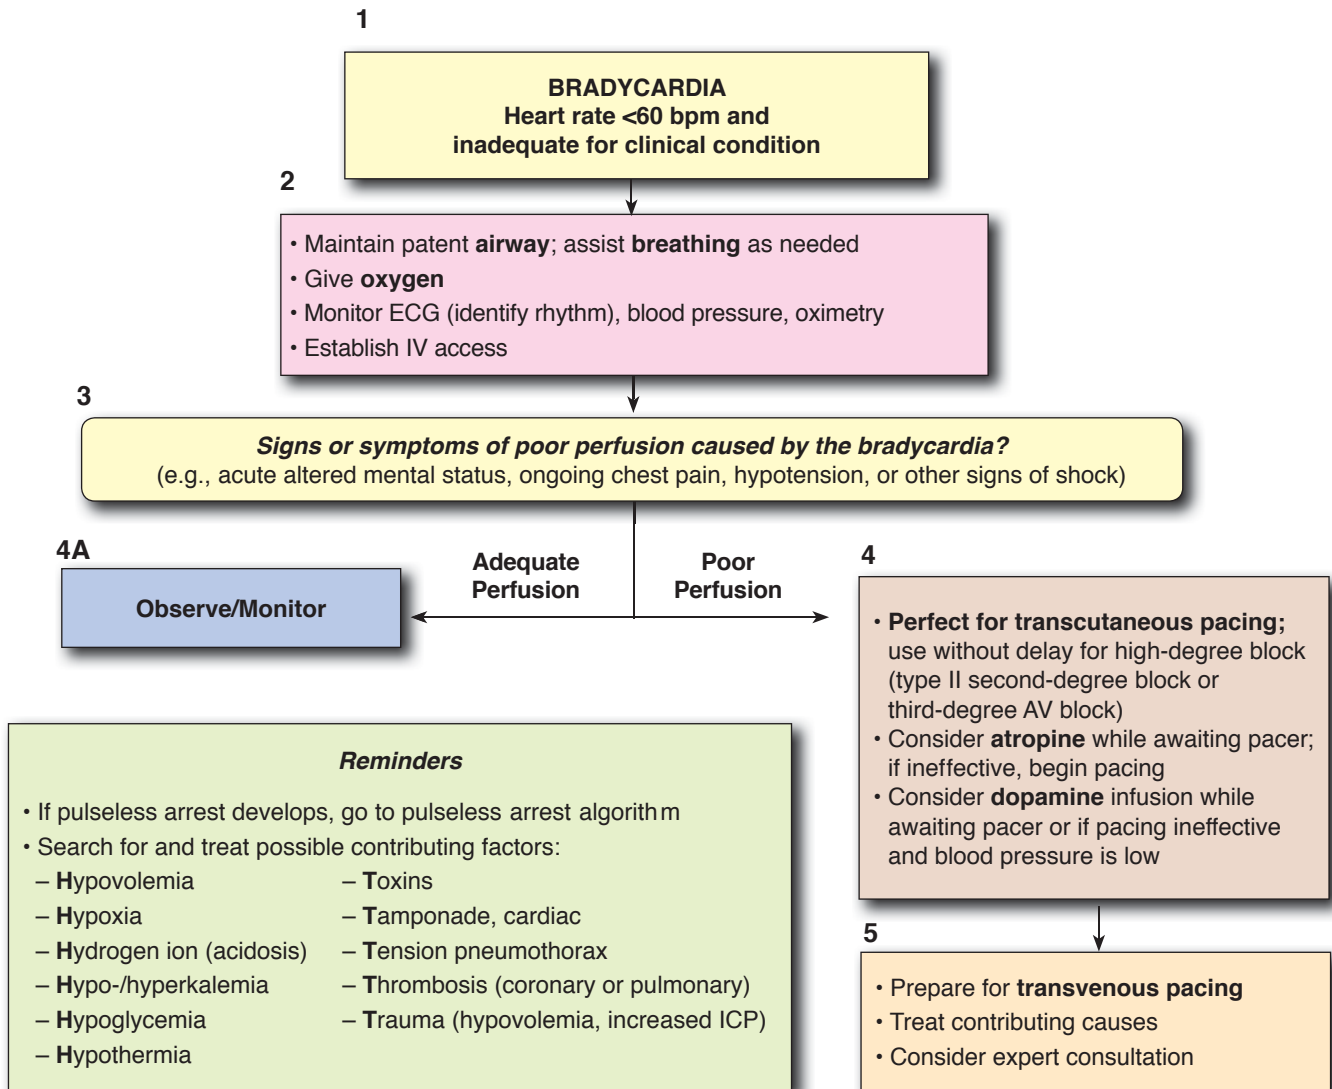 1
BRADYCARDIA
Heart rate <60 bpm and
inadequate for clinical condition
2
• Maintain patent airway; assist breathing as needed
• Give oxygen
• Monitor ECG (identify rhythm), blood pressure, oximetry
• Establish IV access
3
Signs or symptoms of poor perfusion caused by the bradycardia?
(e.g., acute altered mental status, ongoing chest pain, hypotension, or other signs of shock)
4A
Observe/Monitor
Adequate
Perfusion
Poor
Perfusion
4
• Perfect for transcutaneous pacing;
use without delay for high-degree block
(type II second-degree block or
third-degree AV block)
• Consider atropine while awaiting pacer;
if ineffective, begin pacing
• Consider dopamine infusion while
awaiting pacer or if pacing ineffective
and blood pressure is low
Reminders
• If pulseless arrest develops, go to pulseless arrest algorithm
• Search for and treat possible contributing factors:
– Hypovolemia
– Hypoxia
– Hydrogen ion (acidosis)
– Hypo-/hyperkalemia
– Hypoglycemia
– Hypothermia
– Toxins
– Tamponade, cardiac
– Tension pneumothorax
– Thrombosis (coronary or pulmonary)
– Trauma (hypovolemia, increased ICP)
5
• Prepare for transvenous pacing
• Treat contributing causes
• Consider expert consultation